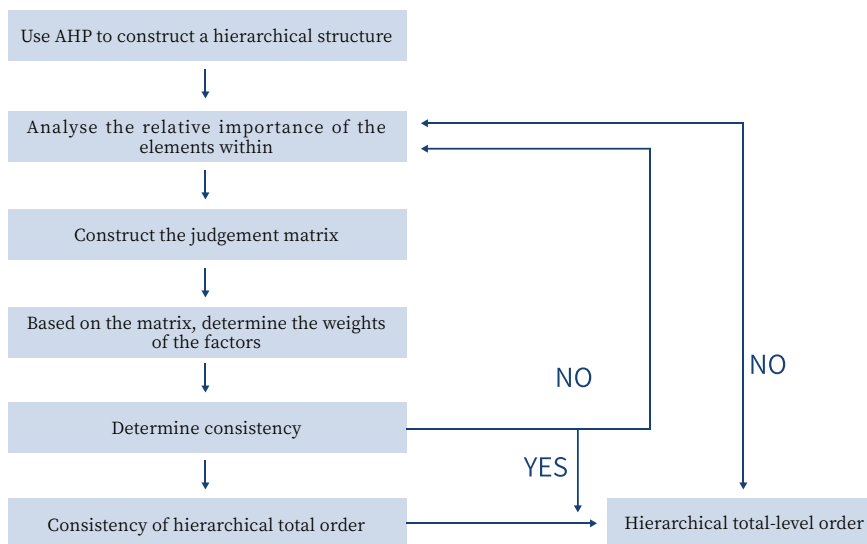 Use AHP to construct a hierarchical structure
Analyse the relative importance of the
elements within
Construct the judgement matrix
Based on the matrix, determine the weights
of the factors
NO
NO
Determine consistency
YES
Consistency of hierarchical total order
Hierarchical total-level order